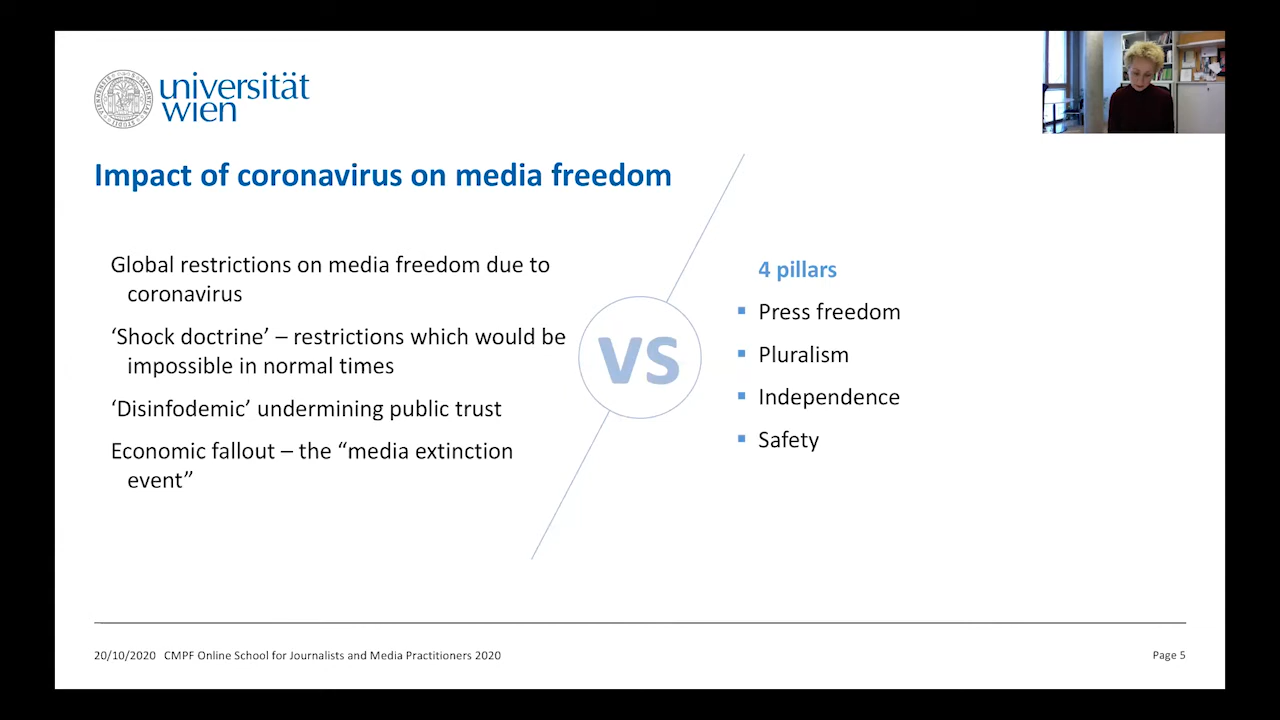 universität
wien
Impact of coronavirus on media freedom
Global restrictions on media freedom due to
coronavirus
‘Shock doctrine’ – restrictions which would be
impossible in normal times
‘Disinfodemic’ undermining public trust
Economic fallout – the “media extinction
event”
VS
4 pillars
Press freedom
Pluralism
Independence
Safety
20/10/2020 CMPF Online School for Journalists and Media Practitioners 2020
Page 5